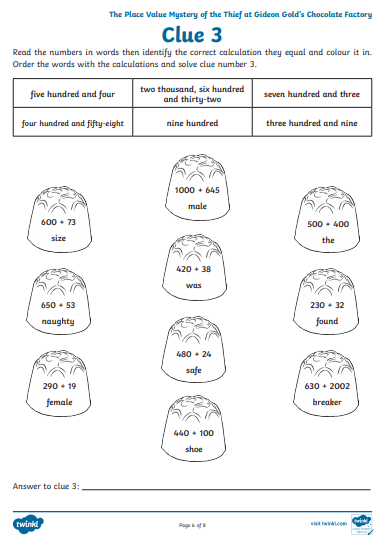 The Place Value Mystery of the Thief at Gideon Gold's Chocolate Factory
Clue 3
Read the numbers in words then identify the correct calculation they equal and colour it in.
Order the words with the calculations and solve clue number 3.
five hundred and four
two thousand, six hundred
and thirty-two
seven hundred and three
four hundred and fifty-eight
nine hundred
three hundred and nine
1000 + 645
male
600 + 73
size
500 + 400
the
420 + 38
was
650 + 53
naughty
230 + 32
found
480 + 24
safe
290 + 19
female
630 + 2002
breaker
440 + 100
shoe
Answer to clue 3:
twinkl
Page 6 of 8
visit twinkl.com
twinkl